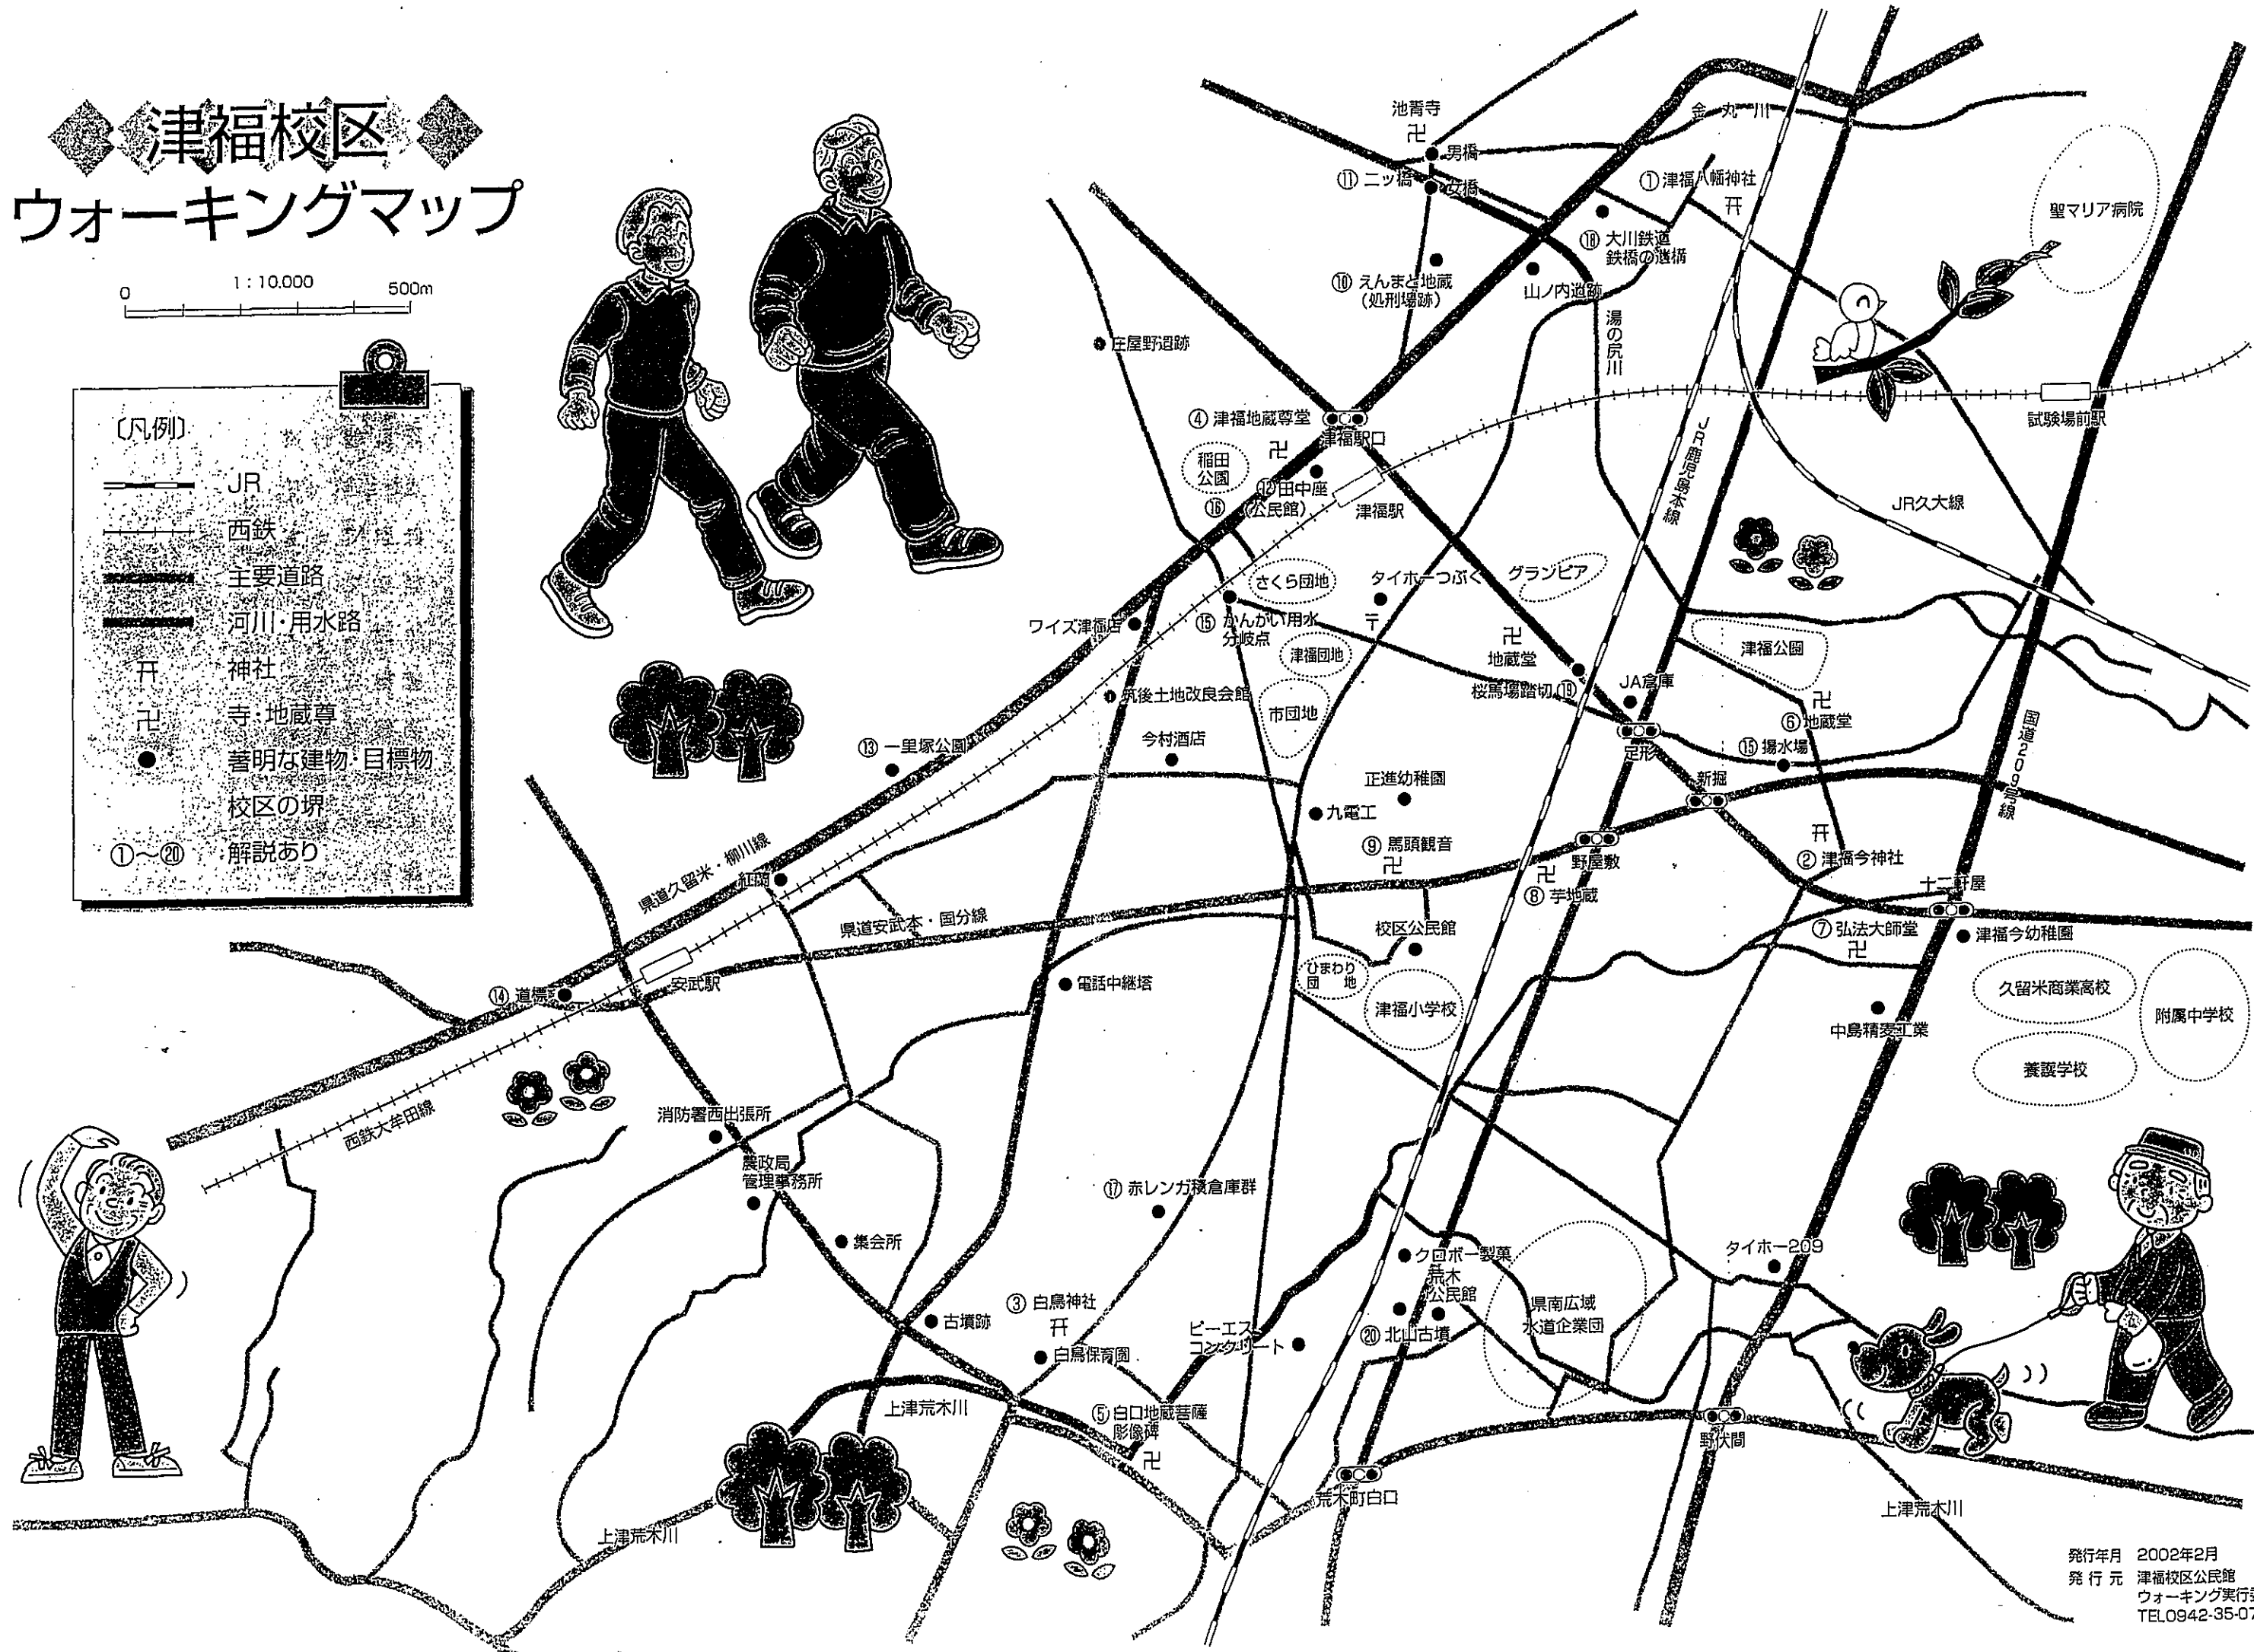 津福校区
ウォーキングマップ
0 1:10,000 500m
〔凡例〕
JR
西鉄
主要道路
河川・用水路
神社
寺・地蔵尊
著明な建物・目標物
校区の堺
①〜⑳ 解説あり
池誓寺
男橋
⑪ 二ッ橋
女橋
金丸川
① 津福八幡神社
聖マリア病院
⑱ 大川鉄道
鉄橋の遺構
⑩ えんまと地蔵
(処刑場跡)
山ノ内遺跡
湯の尻川
庄屋野遺跡
④ 津福地蔵尊堂
津福駅口
稲田
公園
⑫ 田中座
(公民館)
⑯
津福駅
試験場前駅
JR鹿児島本線
JR久大線
さくら団地
タイホーつぶく
グランピア
ワイズ津福店
⑮ かんがい用水
分岐点
〒
津福団地
地蔵堂
津福公園
桜馬場踏切 ⑲
JA倉庫
筑後土地改良会館
市団地
⑥ 地蔵堂
足形
⑮ 揚水場
国道209号線
⑬ 一里塚公園
今村酒店
正進幼稚園
新堀
九電工
⑨ 馬頭観音
野屋敷
② 津福今神社
県道久留米・柳川線
⑧ 芋地蔵
十二軒屋
県道安武本・国分線
校区公民館
⑦ 弘法大師堂
津福今幼稚園
ひまわり
団地
安武駅
⑭ 道標
電話中継塔
津福小学校
久留米商業高校
附属中学校
中島精麦工業
養護学校
西鉄大牟田線
消防署西出張所
農政局
管理事務所
⑰ 赤レンガ積倉庫群
集会所
クロボー製菓
荒木
公民館
タイホー209
③ 白鳥神社
古墳跡
県南広域
水道企業団
ピーエス
コンクリート
⑳ 北山古墳
白鳥保育園
上津荒木川
⑤ 白口地蔵菩薩
彫像碑
野伏間
荒木町白口
上津荒木川
上津荒木川
発行年月 2002年2月
発行元 津福校区公民館
ウォーキング実行委
TEL0942-35-07